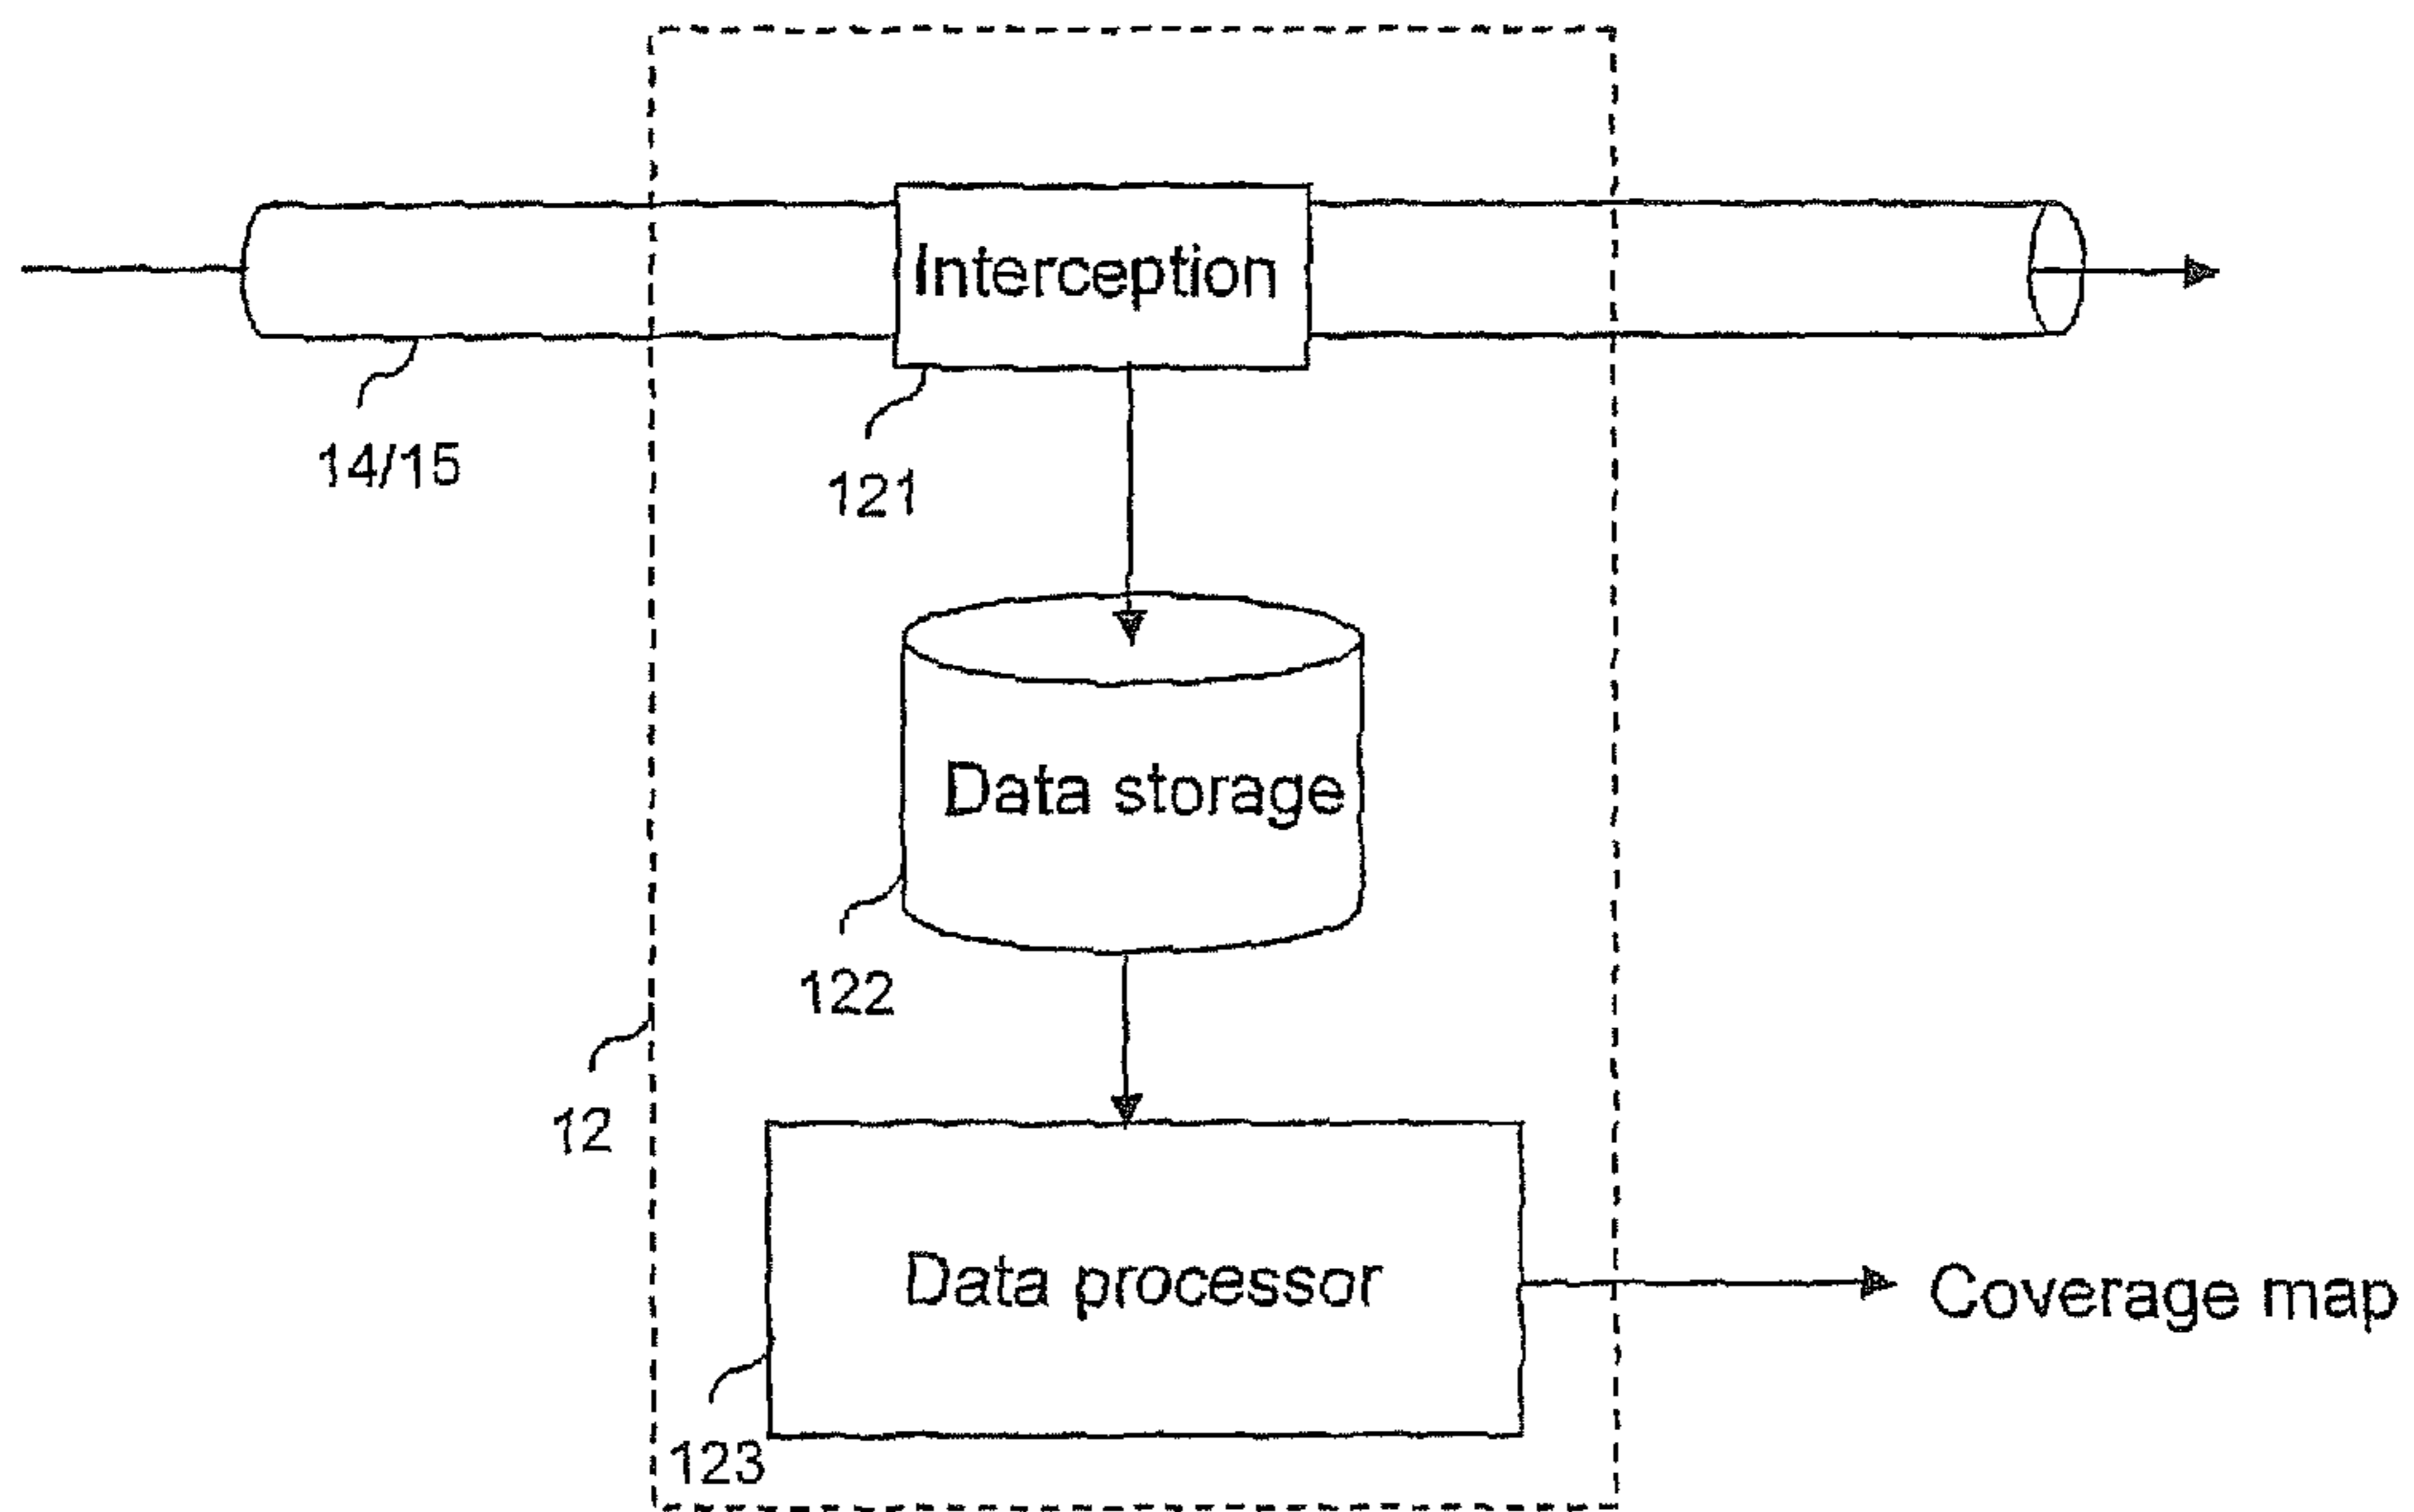 Interception
14/15
121
Data storage
122
12
Data processor
Coverage map
123